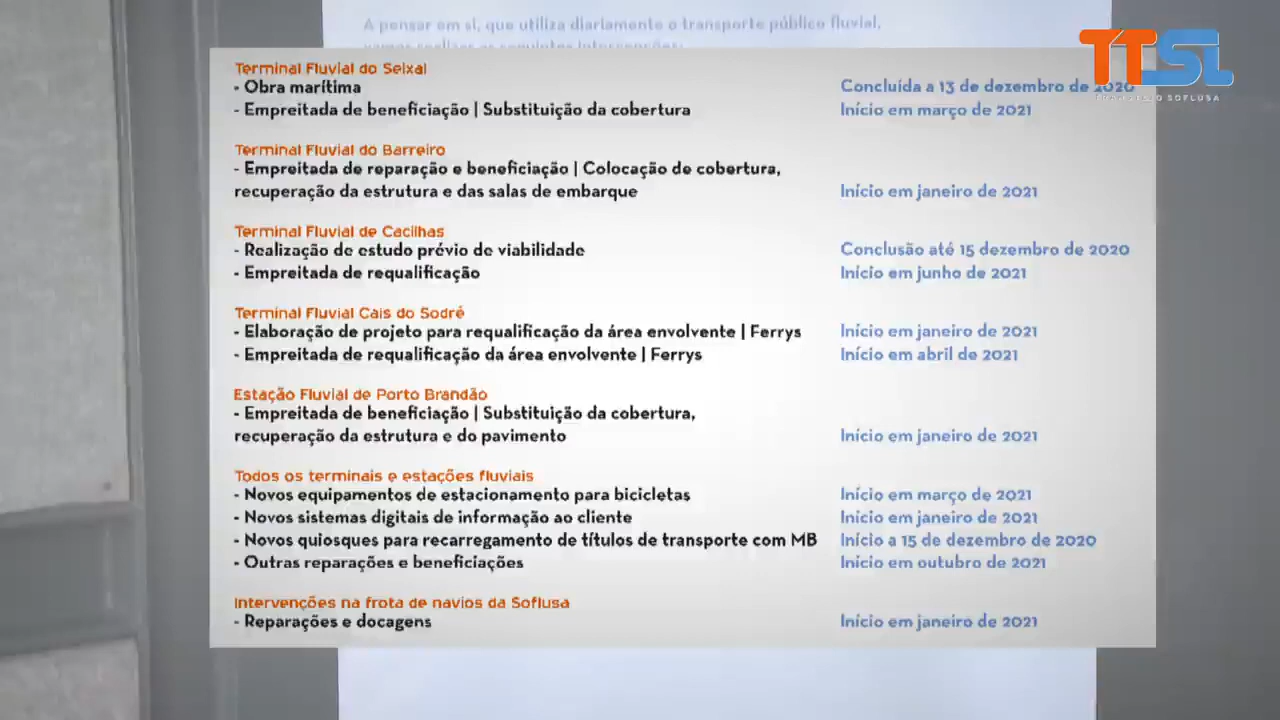 A pensar em si, que utiliza diariamente o transporte público fluvial,
vamos realizar as seguintes intervenções:
TTSL
TRANSTEJO SOFLUSA
Terminal Fluvial do Seixal
- Obra marítima Concluída a 13 de dezembro de 2020
- Empreitada de beneficiação | Substituição da cobertura Início em março de 2021
Terminal Fluvial do Barreiro
- Empreitada de reparação e beneficiação | Colocação de cobertura,
recuperação da estrutura e das salas de embarque Início em janeiro de 2021
Terminal Fluvial de Cacilhas
- Realização de estudo prévio de viabilidade Conclusão até 15 dezembro de 2020
- Empreitada de requalificação Início em junho de 2021
Terminal Fluvial Cais do Sodré
- Elaboração de projeto para requalificação da área envolvente | Ferrys Início em janeiro de 2021
- Empreitada de requalificação da área envolvente | Ferrys Início em abril de 2021
Estação Fluvial de Porto Brandão
- Empreitada de beneficiação | Substituição da cobertura,
recuperação da estrutura e do pavimento Início em janeiro de 2021
Todos os terminais e estações fluviais
- Novos equipamentos de estacionamento para bicicletas Início em março de 2021
- Novos sistemas digitais de informação ao cliente Início em janeiro de 2021
- Novos quiosques para recarregamento de títulos de transporte com MB Início a 15 de dezembro de 2020
- Outras reparações e beneficiações Início em outubro de 2021
Intervenções na frota de navios da Soflusa
- Reparações e docagens Início em janeiro de 2021